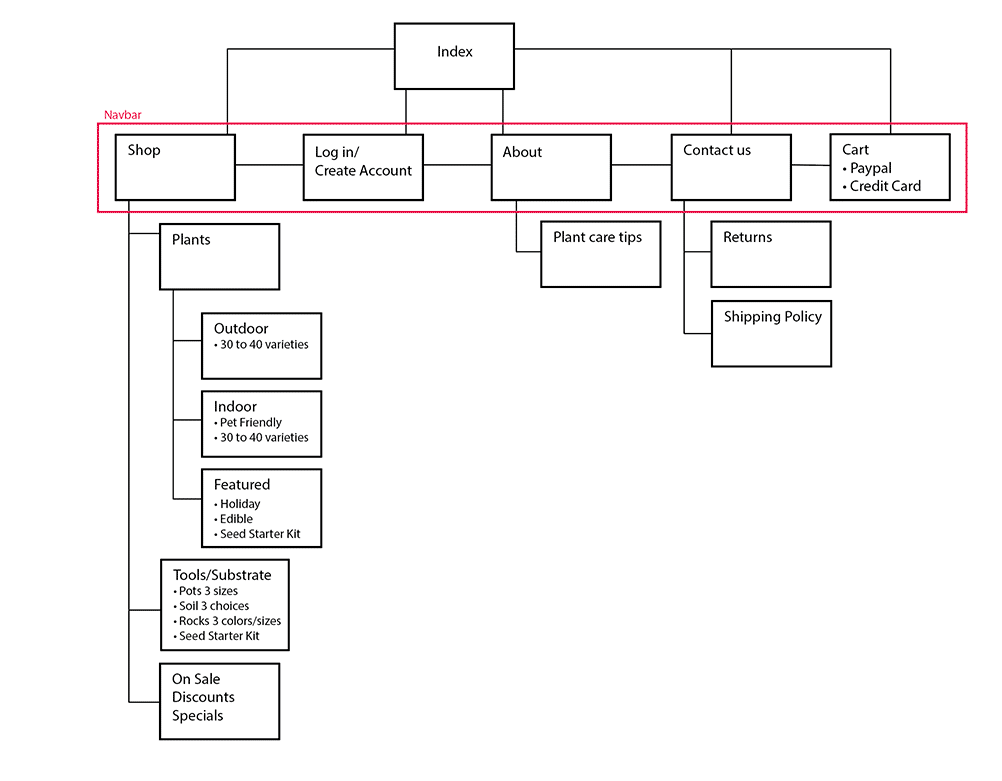 Index
Navbar
Shop
Log in/
Create Account
About
Contact us
Cart
• Paypal
• Credit Card
Plants
Plant care tips
Returns
Shipping Policy
Outdoor
• 30 to 40 varieties
Indoor
• Pet Friendly
• 30 to 40 varieties
Featured
• Holiday
• Edible
• Seed Starter Kit
Tools/Substrate
• Pots 3 sizes
• Soil 3 choices
• Rocks 3 colors/sizes
• Seed Starter Kit
On Sale
Discounts
Specials